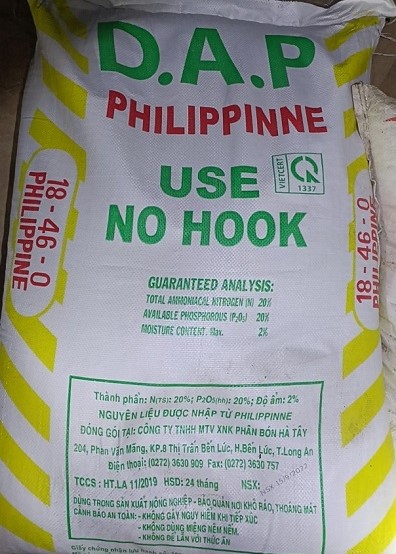 D.A.P
PHILIPPINNE
USE
NO HOOK
VIETCERT
1337
18 - 46 - 0
PHILIPPINE
18 - 46 - 0
GUARANTEED ANALYSIS:
TOTAL AMMONIACAL NITROGEN (N) 20%
AVAILABLE PHOSPHOROUS (P₂O₅) 20%
MOISTURE CONTENT. Max. 2%
Thành phần: N(TS): 20%; P₂O₅(hh): 20%; Độ ẩm: 2%
NGUYÊN LIỆU ĐƯỢC NHẬP TỪ PHILIPPINNE
ĐÓNG GÓI TẠI: CÔNG TY TNHH MTV XNK PHÂN BÓN HÀ TÂY
204, Phan Văn Mãng, KP.8 Thị Trấn Bến Lức, H.Bến Lức, T.Long An
Điện thoại: (0272) 3630 909 Fax: (0272) 3630 757
TCCS : HT.LA 11/2019 HSD: 24 tháng NSX:
NSX 15/9/2022
DÙNG TRONG SẢN XUẤT NÔNG NGHIỆP - BẢO QUẢN NƠI KHÔ RÁO, THOÁNG MÁT
CẢNH BÁO AN TOÀN: - KHÔNG GÂY NGUY HIỂM KHI TIẾP XÚC
- KHÔNG DÙNG MIỆNG NẾM NẾM,
- KHÔNG ĐỂ LẪN VỚI THỨC ĂN